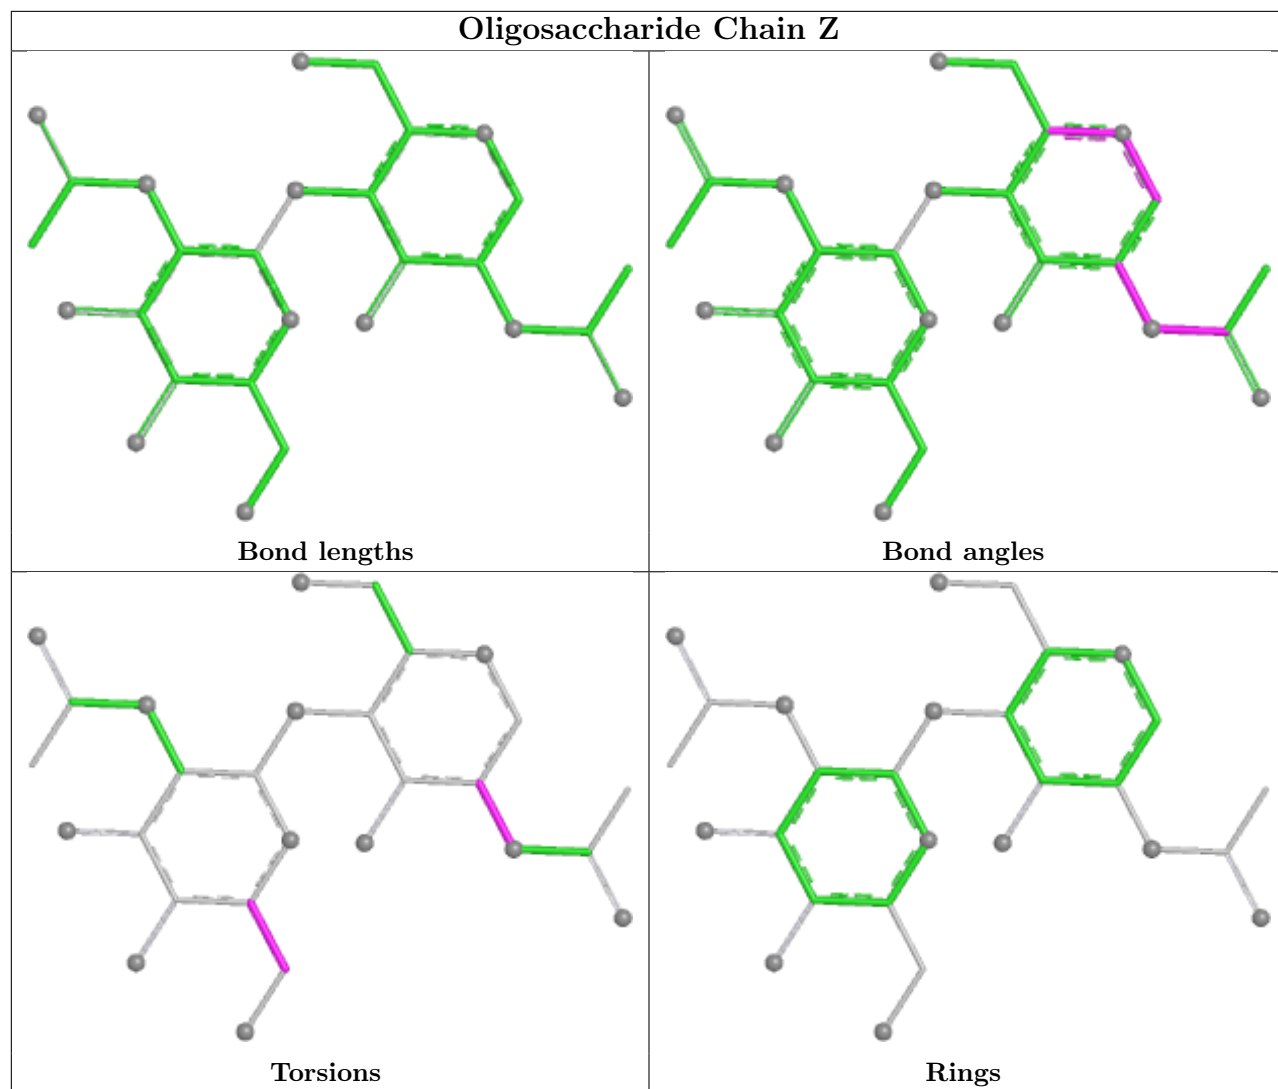 Oligosaccharide Chain Z
Bond lengths
Bond angles
Torsions
Rings